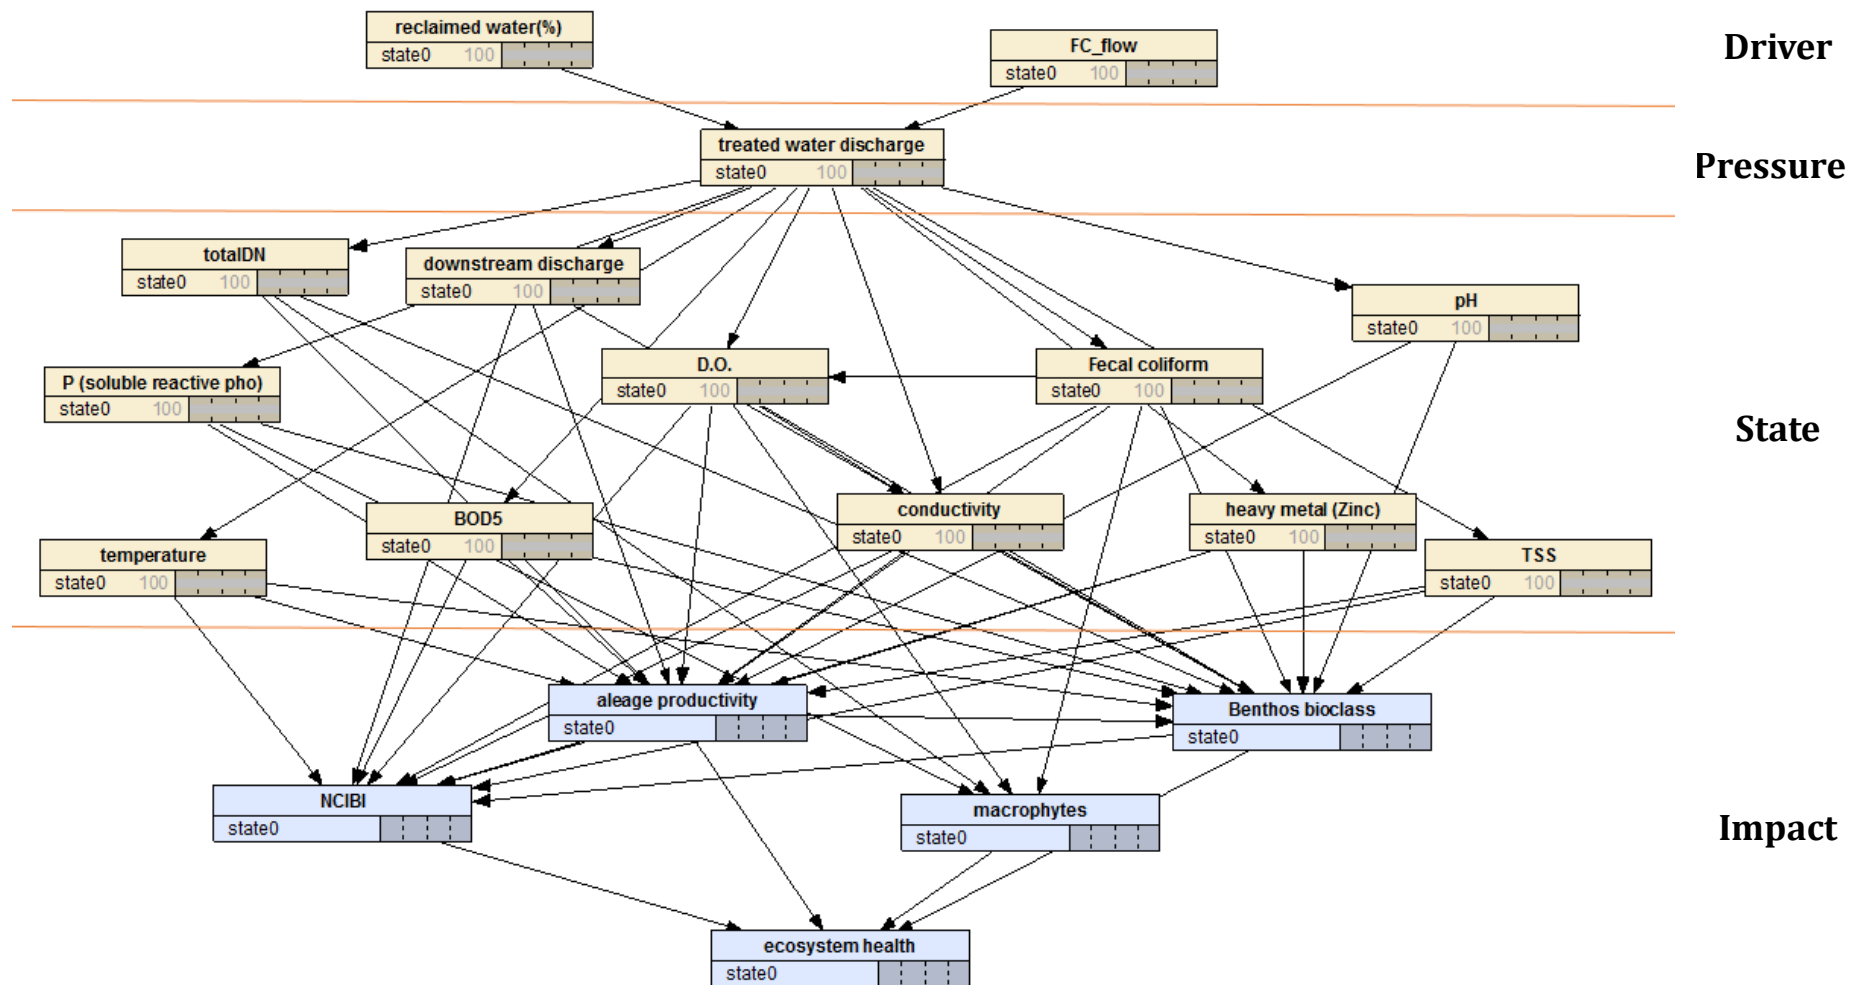 reclaimed water(%)
state0 100
FC_flow
state0 100
Driver
treated water discharge
state0 100
Pressure
totalDN
state0 100
downstream discharge
state0 100
pH
state0 100
P (soluble reactive pho)
state0 100
D.O.
state0 100
Fecal coliform
state0 100
State
BOD5
state0 100
conductivity
state0 100
heavy metal (Zinc)
state0 100
temperature
state0 100
TSS
state0 100
aleage productivity
state0
Benthos bioclass
state0
NCIBI
state0
macrophytes
state0
Impact
ecosystem health
state0